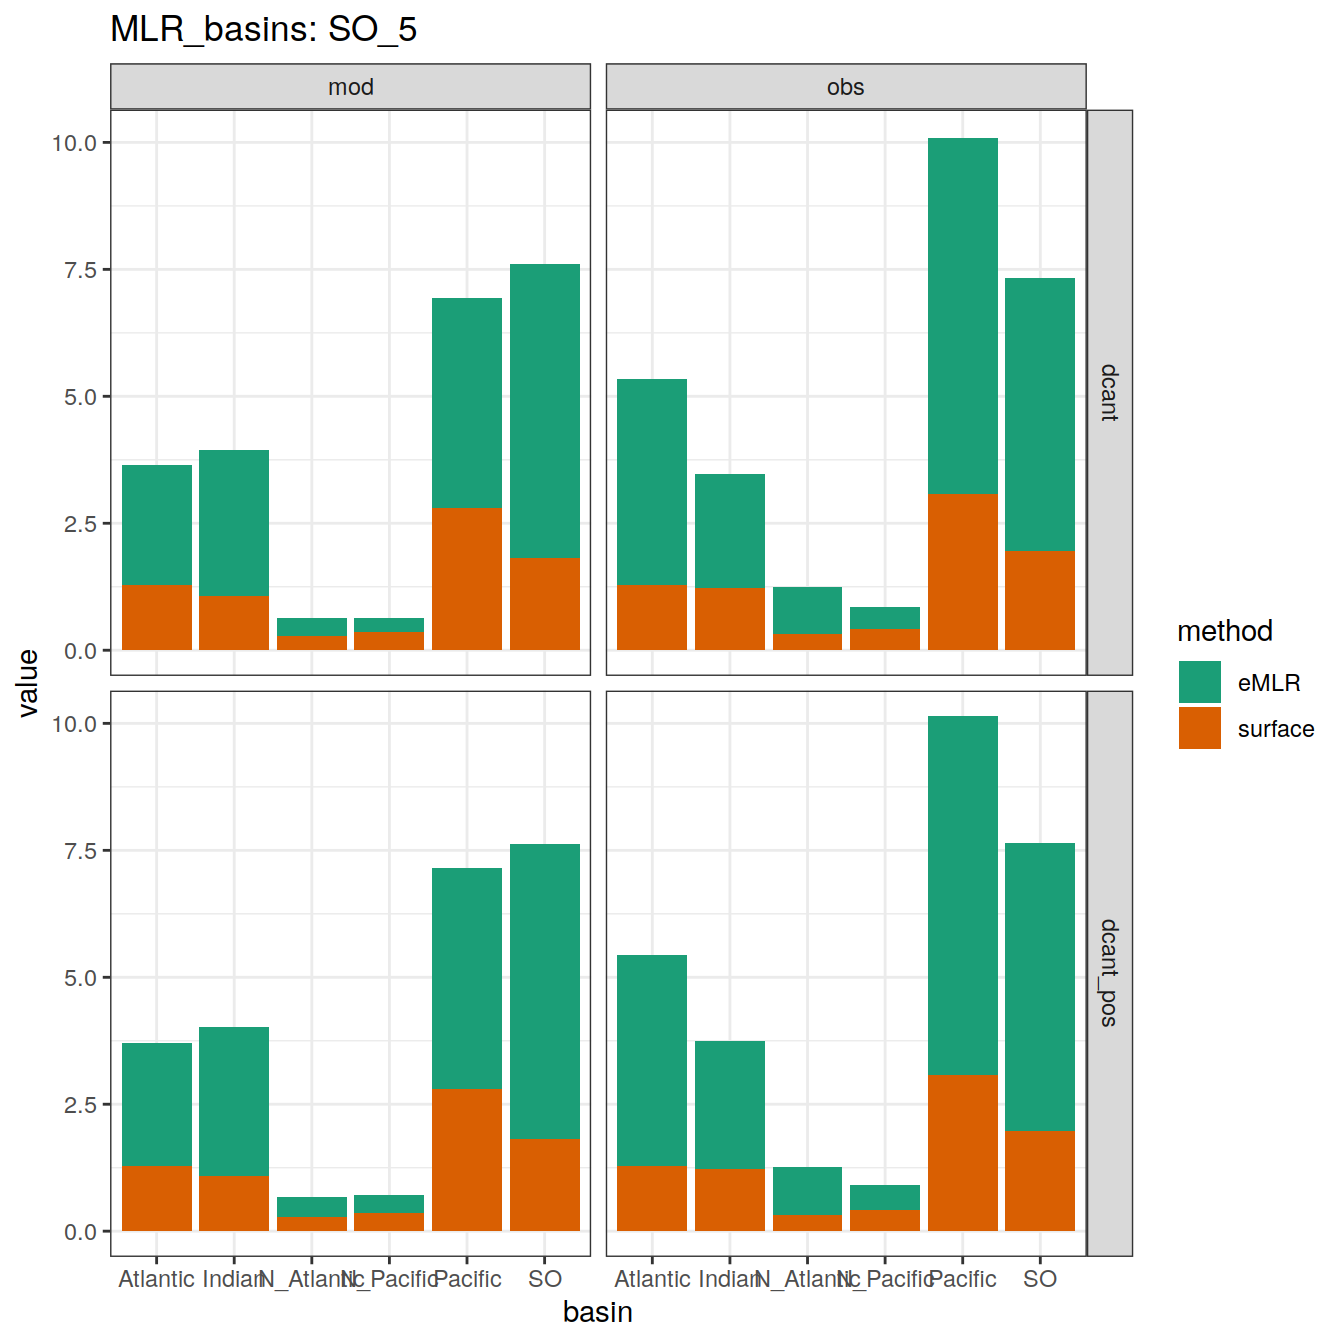 MLR_basins: SO_5
mod
obs
10.0
7.5
5.0
2.5
0.0
dcant
10.0
7.5
5.0
2.5
0.0
dcant_pos
value
Atlantic Indian N_Atlantic N_Pacific Pacific SO
Atlantic Indian N_Atlantic N_Pacific Pacific SO
basin
method
eMLR
surface